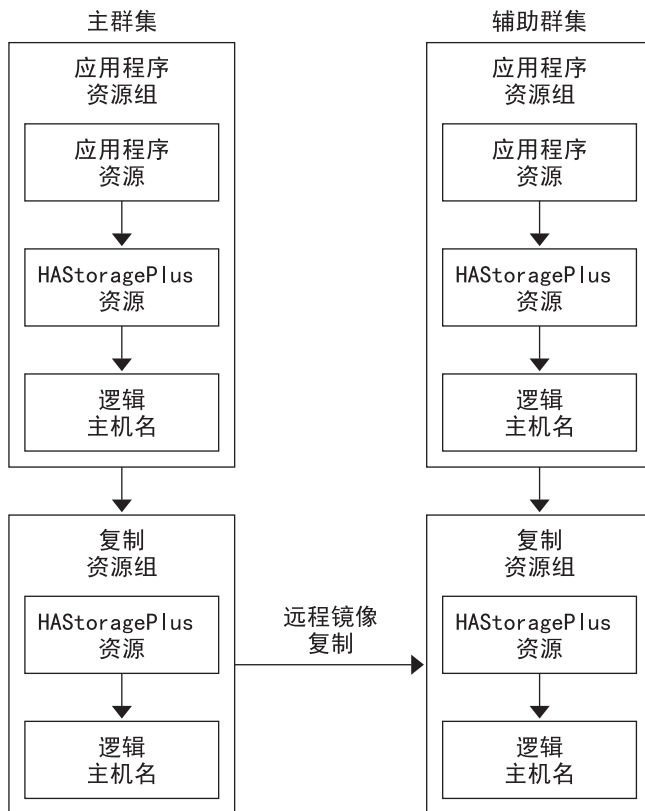 主群集
应用程序
资源组
应用程序
资源
HAStoragePlus
资源
逻辑
主机名
复制
资源组
HAStoragePlus
资源
逻辑
主机名
远程镜像
复制
辅助群集
应用程序
资源组
应用程序
资源
HAStoragePlus
资源
逻辑
主机名
复制
资源组
HAStoragePlus
资源
逻辑
主机名